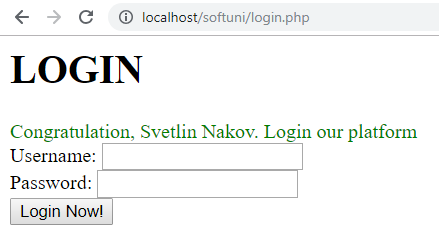 localhost/softuni/login.php
LOGIN
Congratulation, Svetlin Nakov. Login our platform
Username:
Password:
Login Now!